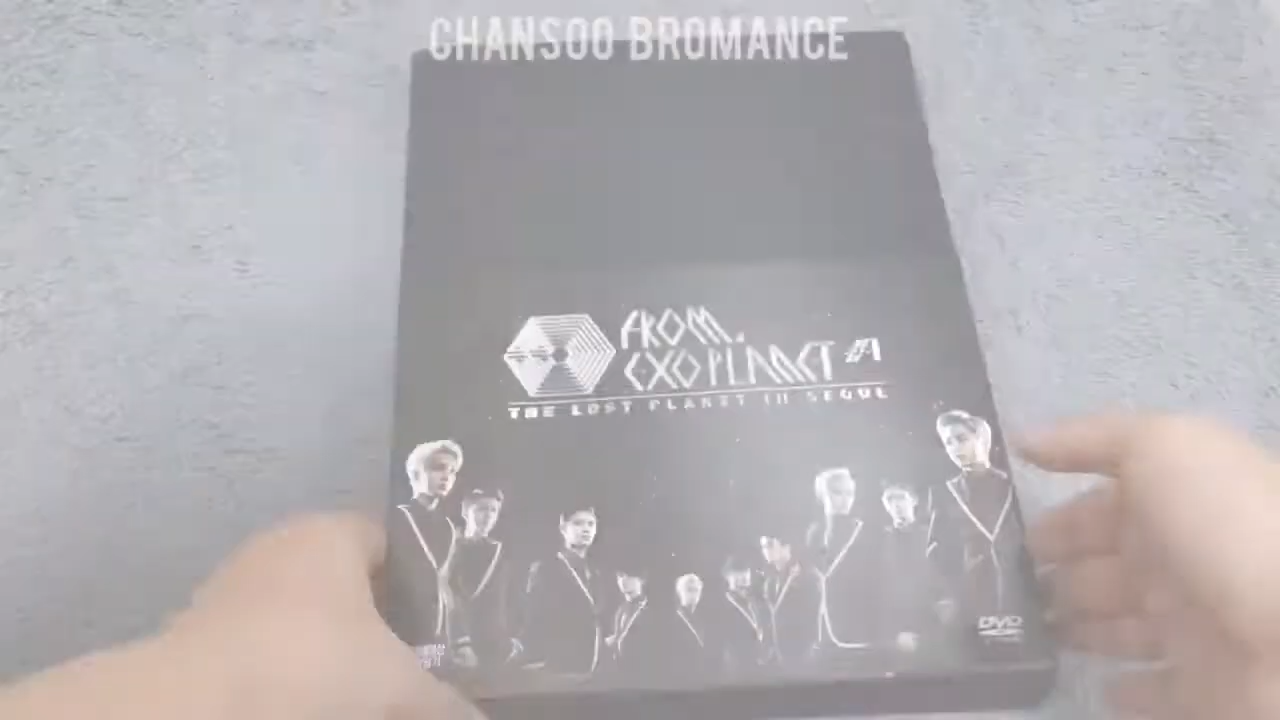 CHANSOO BROMANCE
FROM.
EXOPLANET #1
THE LOST PLANET IN SEOUL
DVD